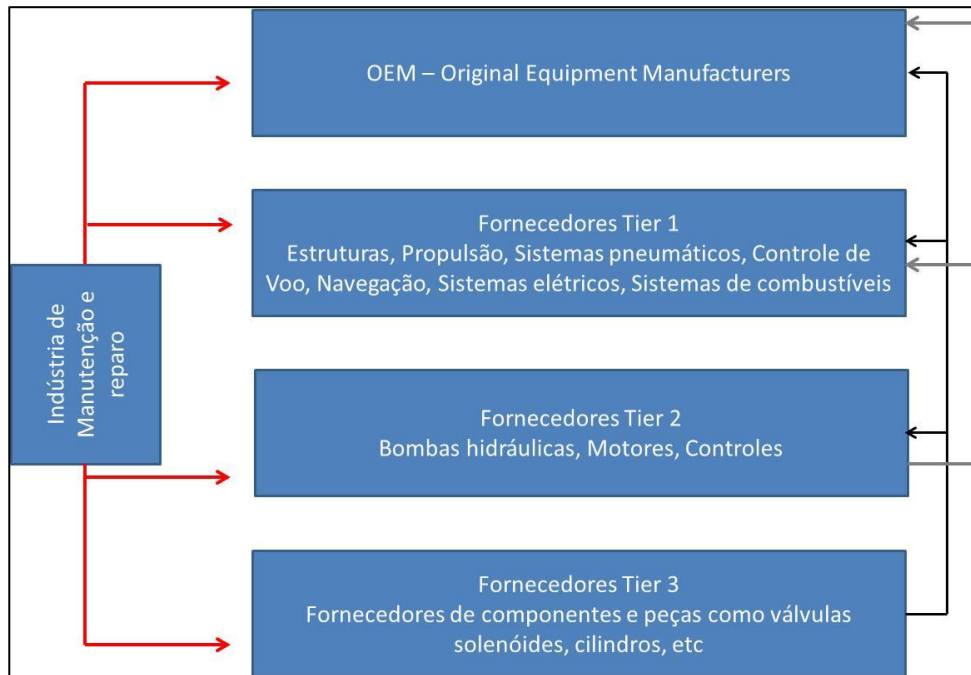 OEM – Original Equipment Manufacturers
Fornecedores Tier 1
Estruturas, Propulsão, Sistemas pneumáticos, Controle de
Voo, Navegação, Sistemas elétricos, Sistemas de combustíveis
Indústria de
Manutenção e
reparo
Fornecedores Tier 2
Bombas hidráulicas, Motores, Controles
Fornecedores Tier 3
Fornecedores de componentes e peças como válvulas
solenóides, cilindros, etc